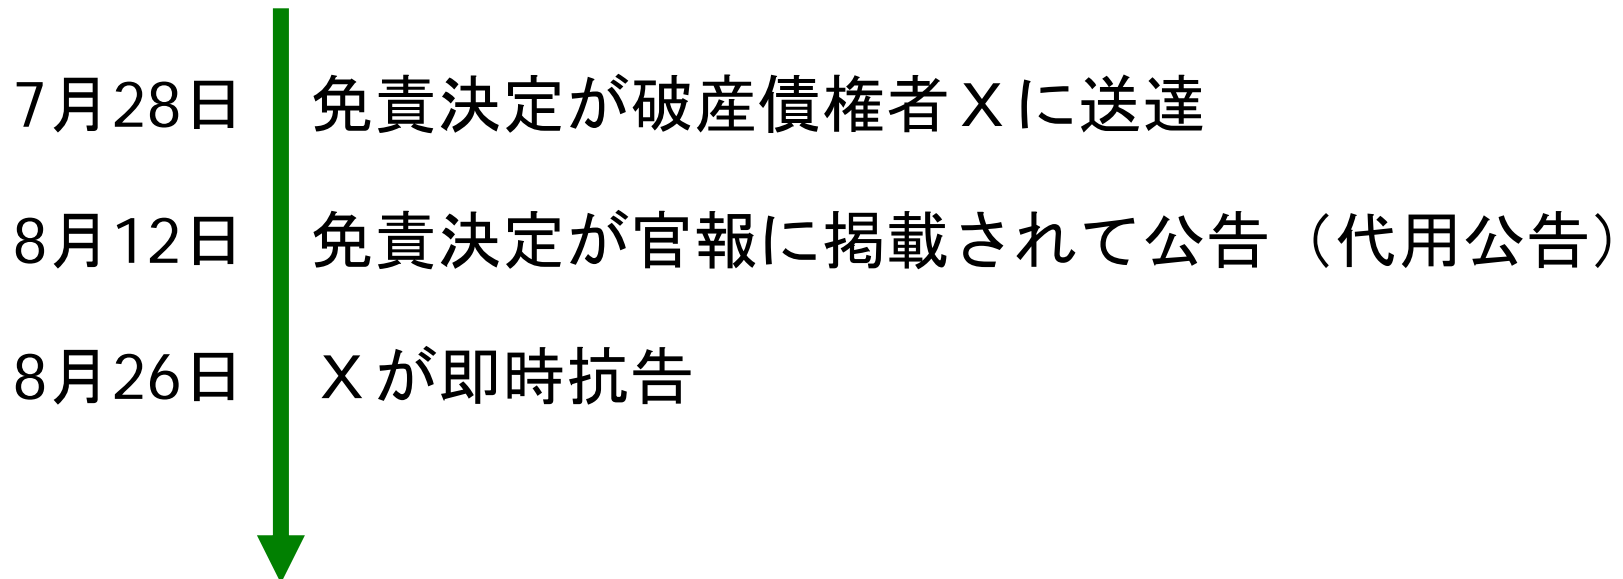 7月28日 免責決定が破産債権者Xに送達
8月12日 免責決定が官報に掲載されて公告（代用公告）
8月26日 Xが即時抗告